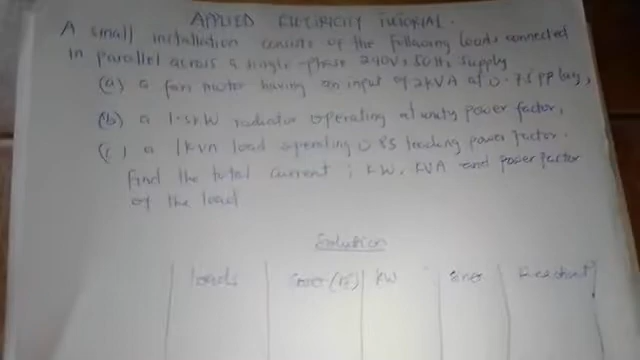 APPLIED ELECTRICITY TUTORIAL.
A small installation consists of the following loads connected
in parallel across a single-phase 240V, 50Hz supply
(a) a fan motor having an input of 2kVA at 0.75 pf lag,
(b) a 1.5kW radiator operating at unity power factor,
(c) a 1kVA load operating 0.85 leading power factor.
Find the total current, kW, kVA and power factor
of the load
Solution
loads kW Reactant